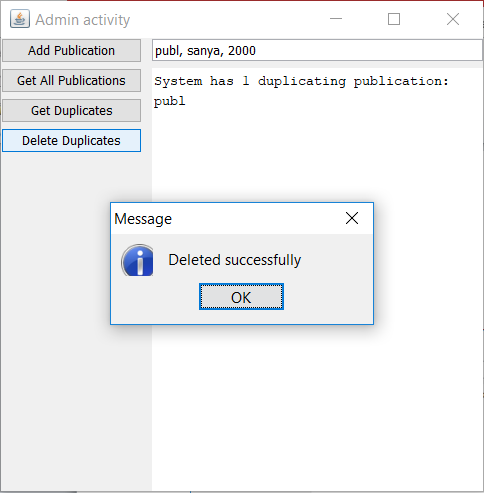 Admin activity
Add Publication
publ, sanya, 2000
Get All Publications
System has 1 duplicating publication:
publ
Get Duplicates
Delete Duplicates
Message
Deleted successfully
OK